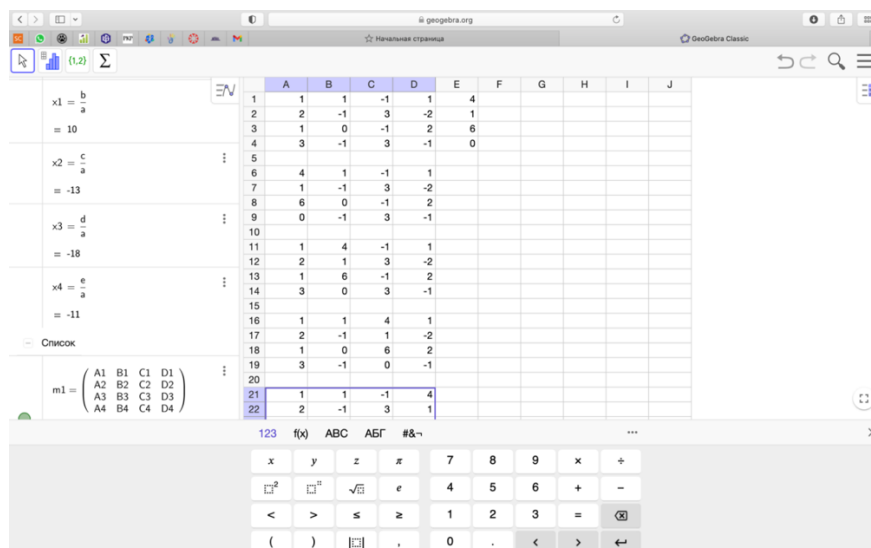 geogebra.org
Начальная страница
GeoGebra Classic
{1,2} Σ
A B C D E F G H I J
1 1 1 -1 1 4
2 2 -1 3 -2 1
3 1 0 -1 2 6
4 3 -1 3 -1 0
5
6 4 1 -1 1
7 1 -1 3 -2
8 6 0 -1 2
9 0 -1 3 -1
10
11 1 4 -1 1
12 2 1 3 -2
13 1 6 -1 2
14 3 0 3 -1
15
16 1 1 4 1
17 2 -1 1 -2
18 1 0 6 2
19 3 -1 0 -1
20
21 1 1 -1 4
22 2 -1 3 1
x1 = b/a
= 10
x2 = c/a
= -13
x3 = d/a
= -18
x4 = e/a
= -11
Список
m1 =
A1 B1 C1 D1
A2 B2 C2 D2
A3 B3 C3 D3
A4 B4 C4 D4
123 f(x) ABC АБГ #&¬
x y z π 7 8 9 × ÷
e 4 5 6 + −
< > ≤ ≥ 1 2 3 =
( ) , 0 . < >